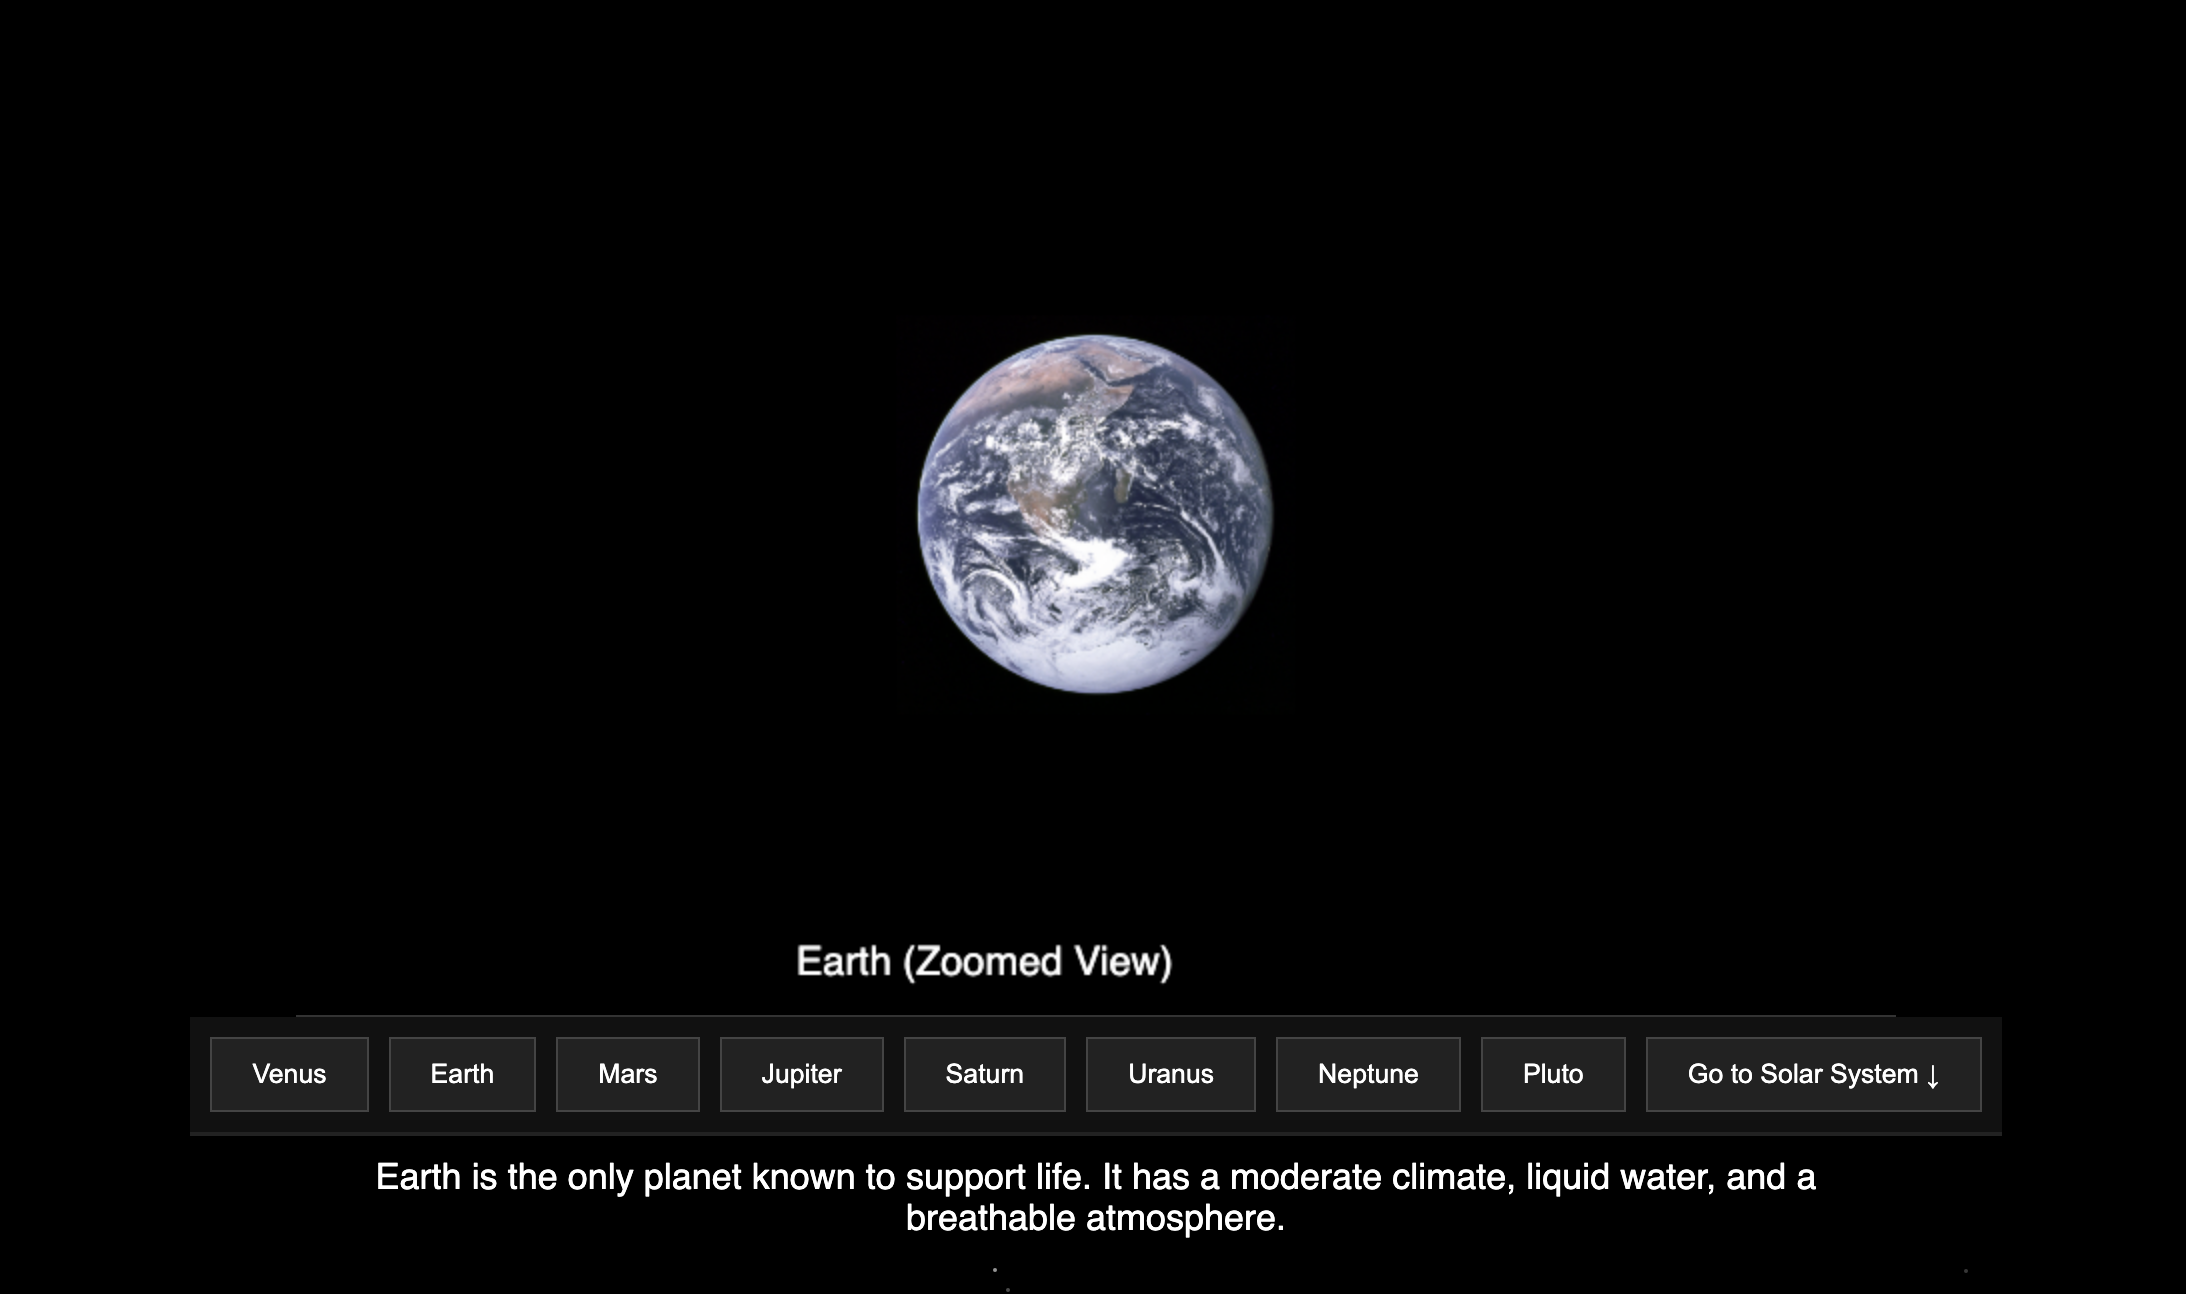 Earth (Zoomed View)
Venus Earth Mars Jupiter Saturn Uranus Neptune Pluto Go to Solar System ↓
Earth is the only planet known to support life. It has a moderate climate, liquid water, and a
breathable atmosphere.